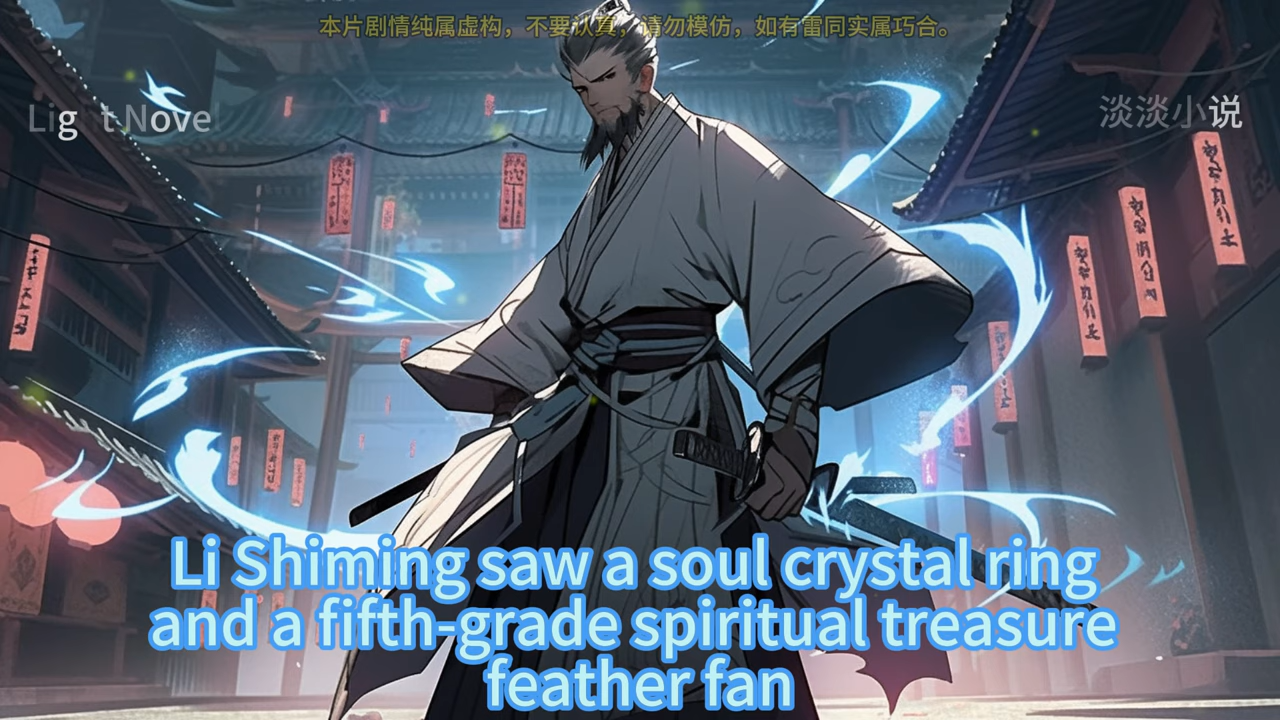 本片剧情纯属虚构，不要认真，请勿模仿，如有雷同实属巧合。
Light Novel
淡淡小说
Li Shiming saw a soul crystal ring
and a fifth-grade spiritual treasure
feather fan